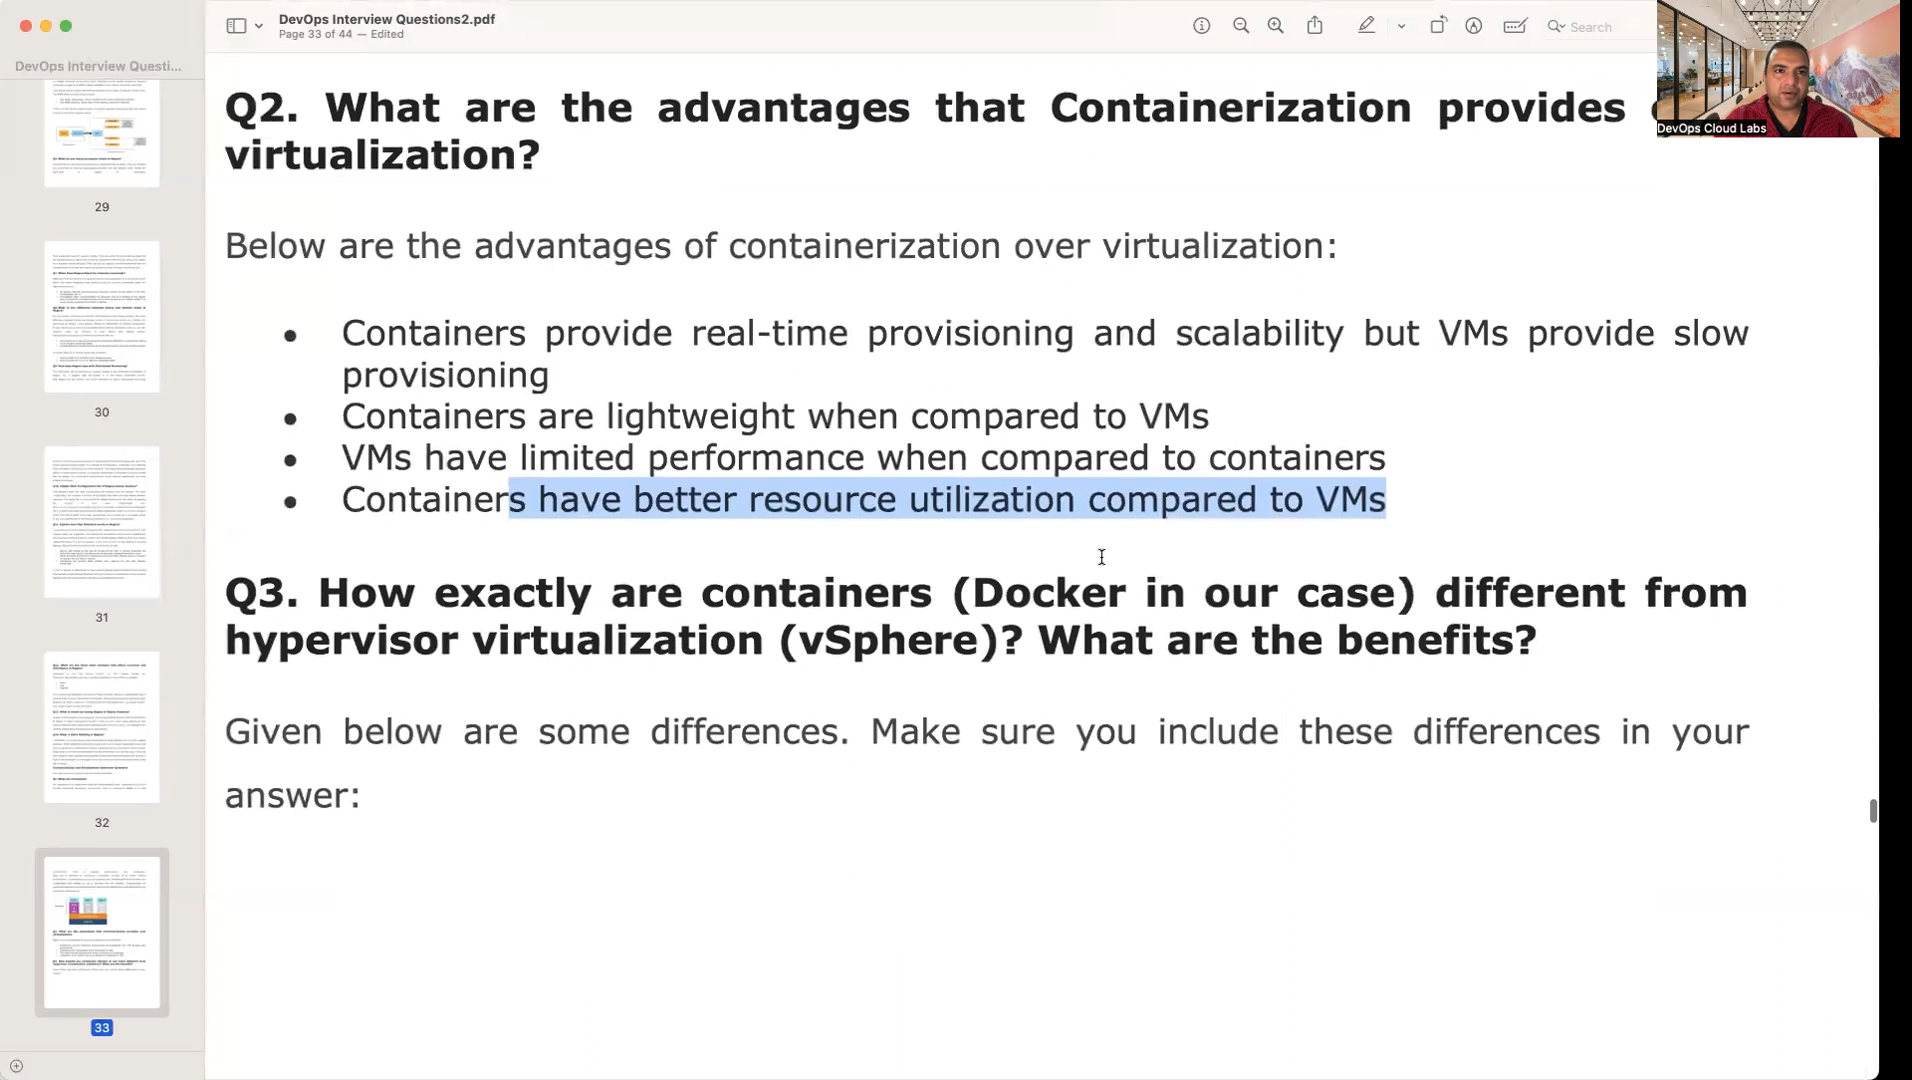 DevOps Interview Questions2.pdf
Page 33 of 44 — Edited
Search
DevOps Interview Questi...
DevOps Cloud Labs
29
30
31
32
33
Q2. What are the advantages that Containerization provides
virtualization?
Below are the advantages of containerization over virtualization:
• Containers provide real-time provisioning and scalability but VMs provide slow
provisioning
• Containers are lightweight when compared to VMs
• VMs have limited performance when compared to containers
• Containers have better resource utilization compared to VMs
Q3. How exactly are containers (Docker in our case) different from
hypervisor virtualization (vSphere)? What are the benefits?
Given below are some differences. Make sure you include these differences in your
answer: